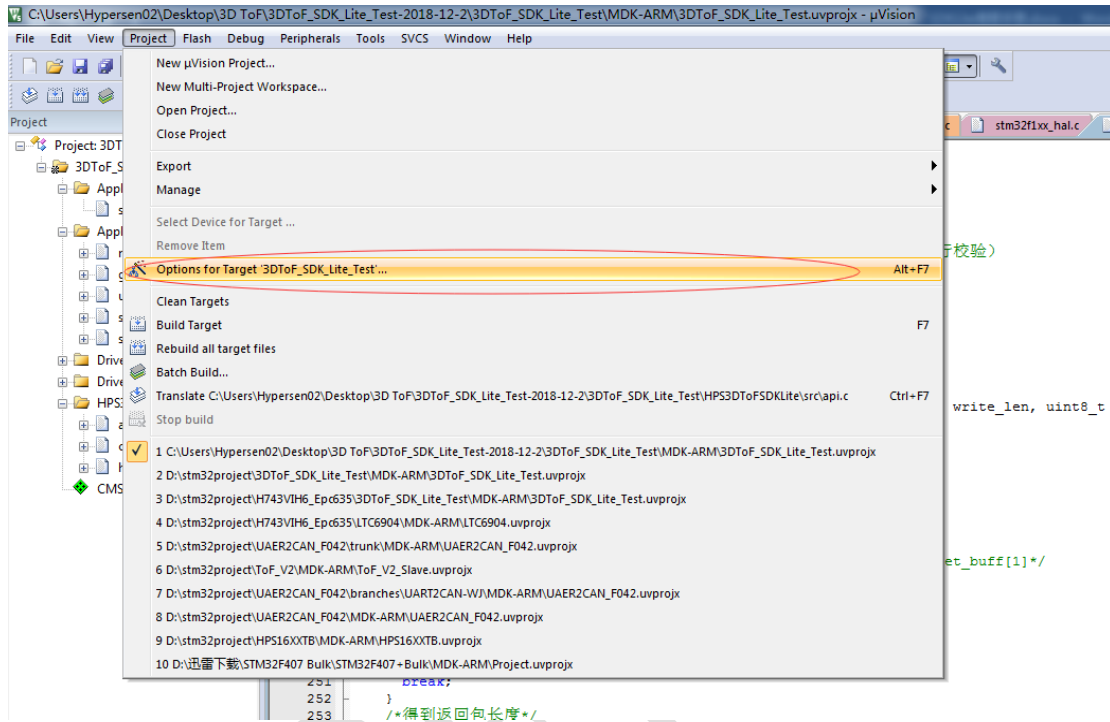 C:\Users\Hypersen02\Desktop\3D ToF\3DToF_SDK_Lite_Test-2018-12-2\3DToF_SDK_Lite_Test\MDK-ARM\3DToF_SDK_Lite_Test.uvprojx - µVision
File Edit View Project Flash Debug Peripherals Tools SVCS Window Help
New µVision Project...
New Multi-Project Workspace...
Open Project...
Close Project
Export
Manage
Select Device for Target ...
Remove Item
Options for Target '3DToF_SDK_Lite_Test'... Alt+F7
Clean Targets
Build Target F7
Rebuild all target files
Batch Build...
Translate C:\Users\Hypersen02\Desktop\3D ToF\3DToF_SDK_Lite_Test-2018-12-2\3DToF_SDK_Lite_Test\HPS3DToFSDKLite\src\api.c Ctrl+F7
Stop build
1 C:\Users\Hypersen02\Desktop\3D ToF\3DToF_SDK_Lite_Test-2018-12-2\3DToF_SDK_Lite_Test\MDK-ARM\3DToF_SDK_Lite_Test.uvprojx
2 D:\stm32project\3DToF_SDK_Lite_Test\MDK-ARM\3DToF_SDK_Lite_Test.uvprojx
3 D:\stm32project\H743VIH6_Epc635\3DToF_SDK_Lite_Test\MDK-ARM\3DToF_SDK_Lite_Test.uvprojx
4 D:\stm32project\H743VIH6_Epc635\LTC6904\MDK-ARM\LTC6904.uvprojx
5 D:\stm32project\UAER2CAN_F042\trunk\MDK-ARM\UAER2CAN_F042.uvprojx
6 D:\stm32project\ToF_V2\MDK-ARM\ToF_V2_Slave.uvprojx
7 D:\stm32project\UAER2CAN_F042\branches\UART2CAN-WJ\MDK-ARM\UAER2CAN_F042.uvprojx
8 D:\stm32project\UAER2CAN_F042\MDK-ARM\UAER2CAN_F042.uvprojx
9 D:\stm32project\HPS16XXTB\MDK-ARM\HPS16XXTB.uvprojx
10 D:\迅雷下载\STM32F407 Bulk\STM32F407+Bulk\MDK-ARM\Project.uvprojx
Project
Project: 3DT
3DToF_S
Appl
s
Appl
Drive
Drive
HPS3
CMS
c stm32f1xx_hal.c
行校验）
write_len, uint8_t
et_buff[1]*/
251 break;
252 }
253 /*得到返回包长度*/